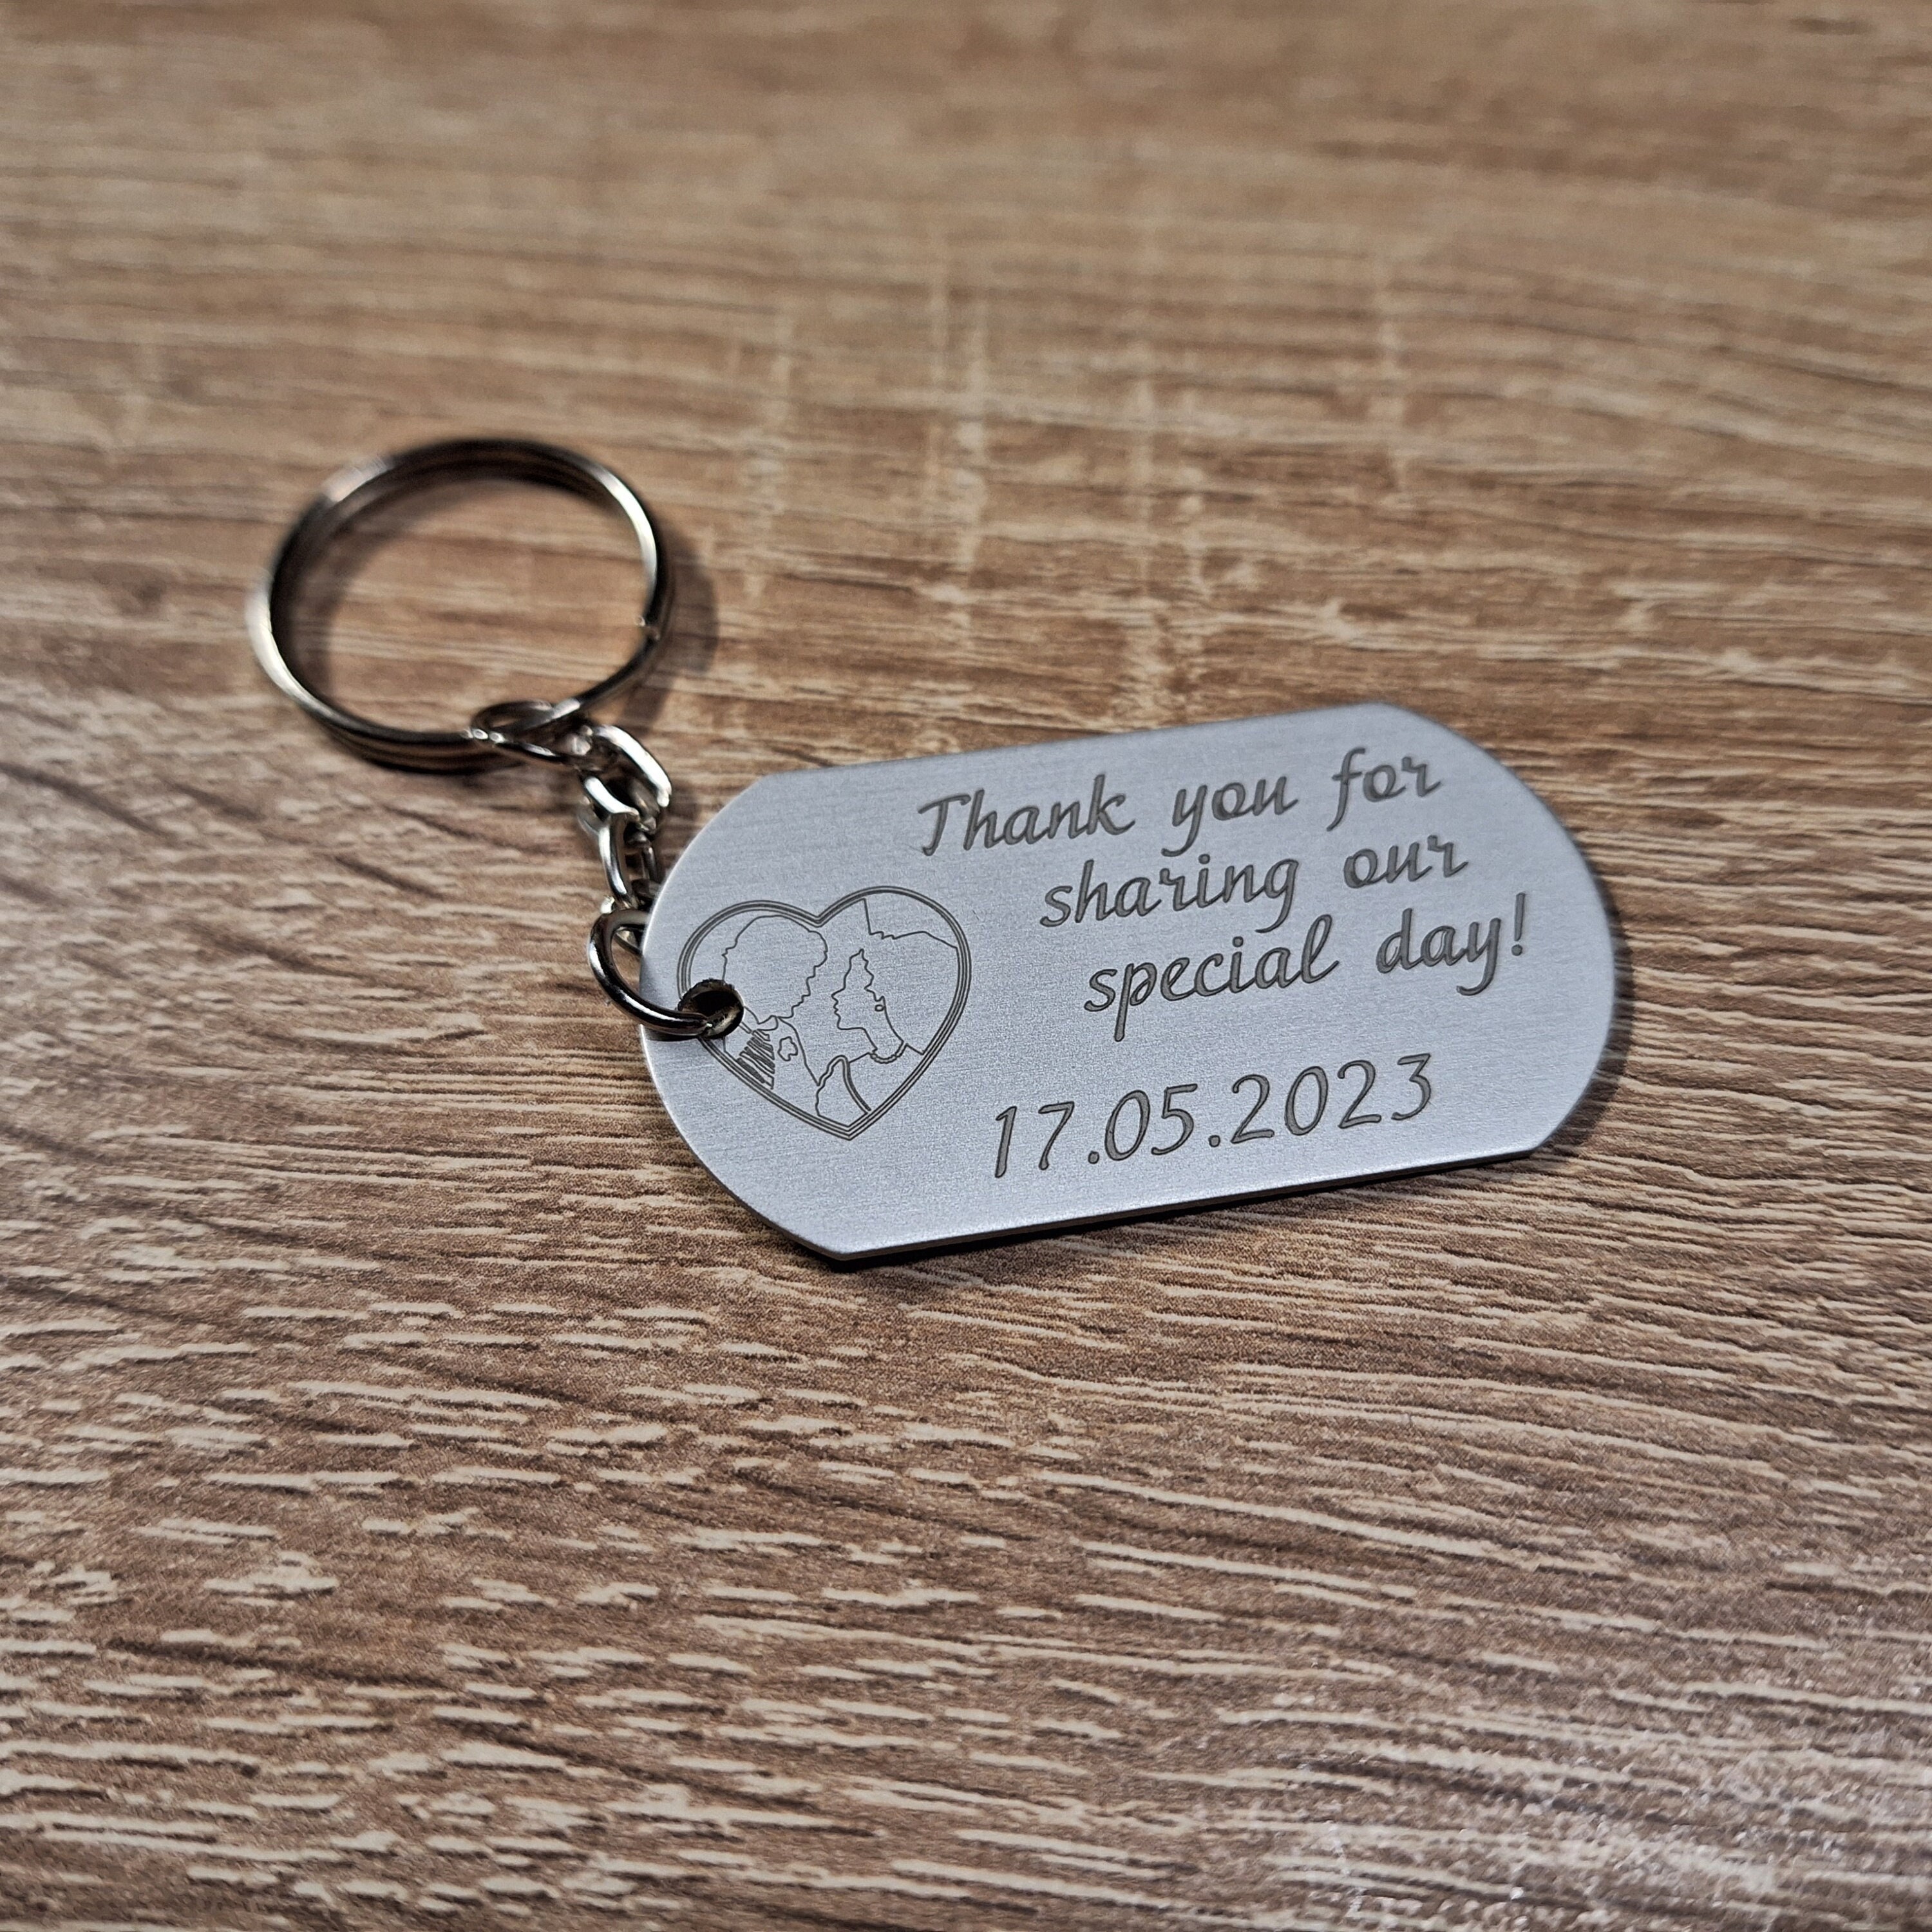 Thank you for
sharing our
special day!
17.05.2023